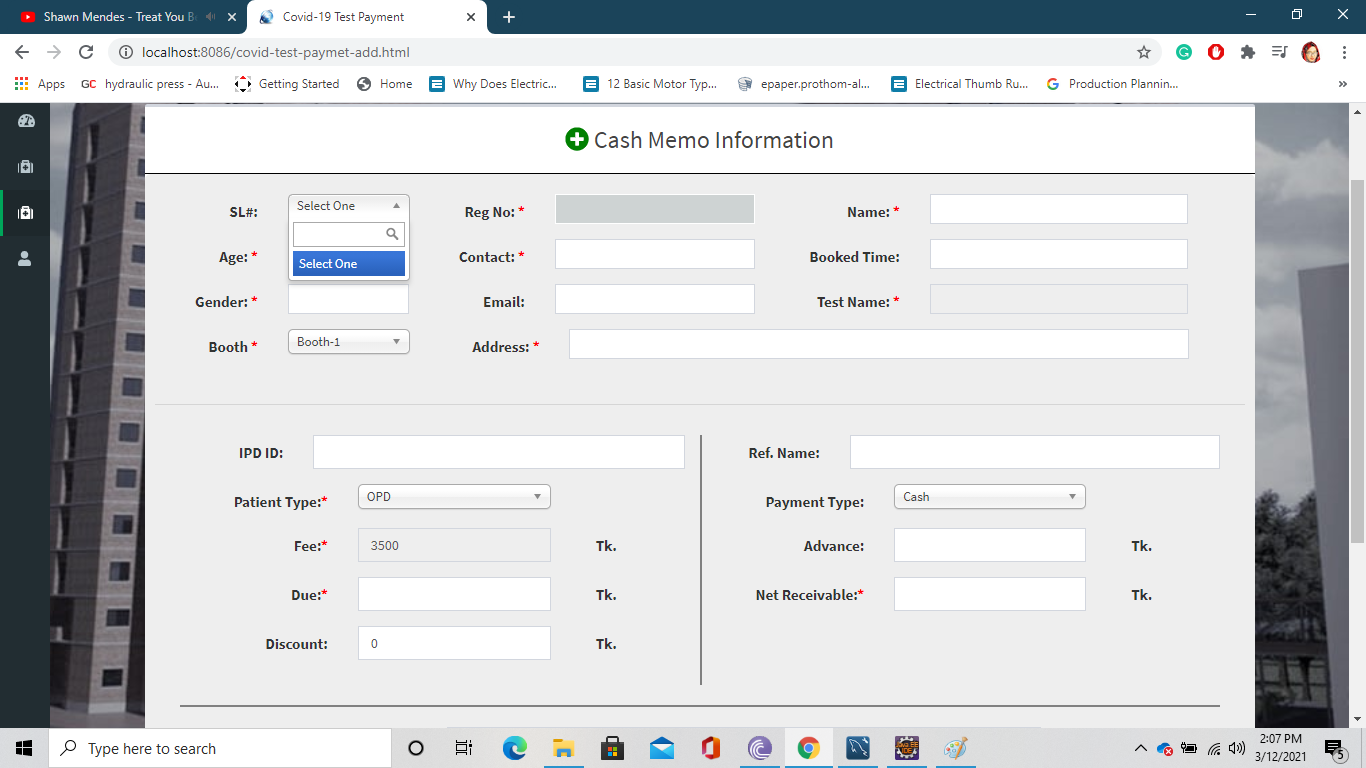 Shawn Mendes - Treat You B
Covid-19 Test Payment
localhost:8086/covid-test-paymet-add.html
Apps
GC hydraulic press - Au...
Getting Started
Home
Why Does Electric...
12 Basic Motor Typ...
epaper.prothom-al...
Electrical Thumb Ru...
G Production Plannin...
»
Cash Memo Information
SL#: Select One Reg No: * Name: *
Select One
Age: * Contact: * Booked Time:
Gender: * Email: Test Name: *
Booth * Booth-1 Address: *
IPD ID: Ref. Name:
Patient Type:* OPD Payment Type: Cash
Fee:* 3500 Tk. Advance: Tk.
Due:* Tk. Net Receivable:* Tk.
Discount: 0 Tk.
Type here to search
2:07 PM
3/12/2021
5